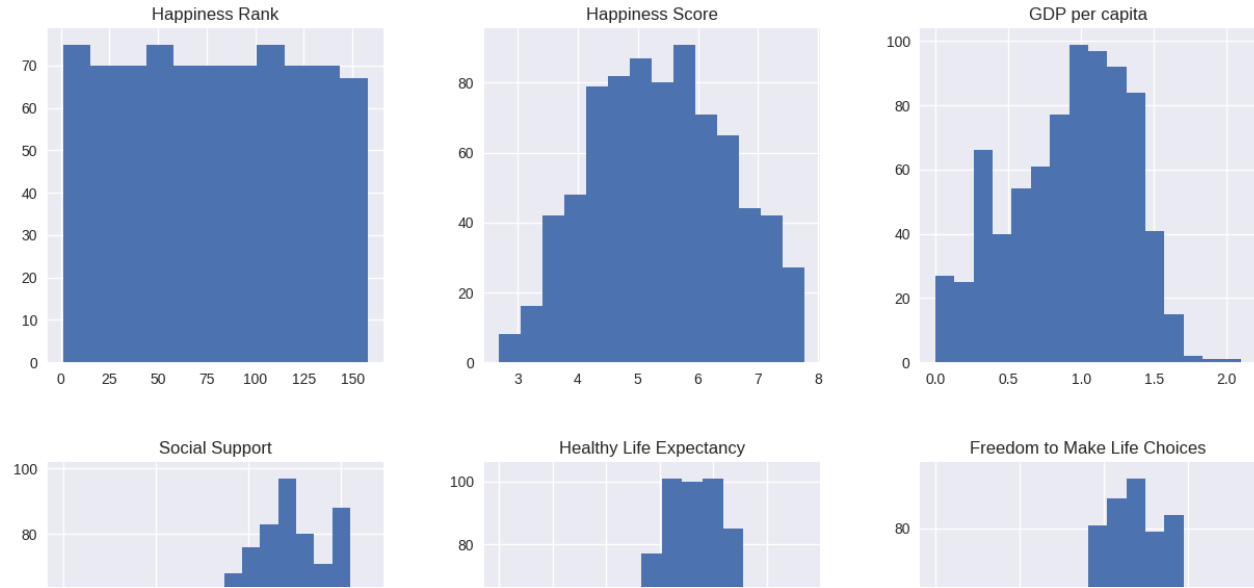 Happiness Rank
70
60
50
40
30
20
10
0
0 25 50 75 100 125 150
Happiness Score
80
60
40
20
0
3 4 5 6 7 8
GDP per capita
100
80
60
40
20
0
0.0 0.5 1.0 1.5 2.0
Social Support
100
80
Healthy Life Expectancy
100
80
Freedom to Make Life Choices
80